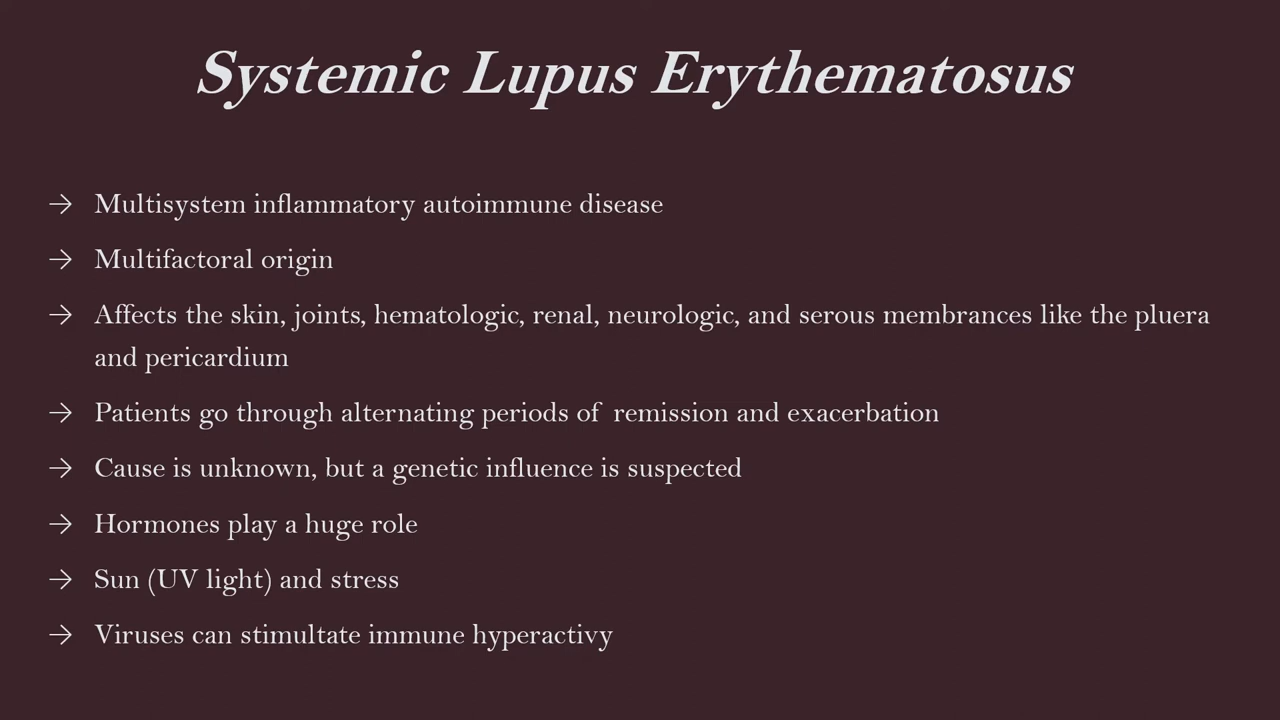 Systemic Lupus Erythematosus
→ Multisystem inflammatory autoimmune disease
→ Multifactoral origin
→ Affects the skin, joints, hematologic, renal, neurologic, and serous membrances like the pluera
and pericardium
→ Patients go through alternating periods of remission and exacerbation
→ Cause is unknown, but a genetic influence is suspected
→ Hormones play a huge role
→ Sun (UV light) and stress
→ Viruses can stimultate immune hyperactivy